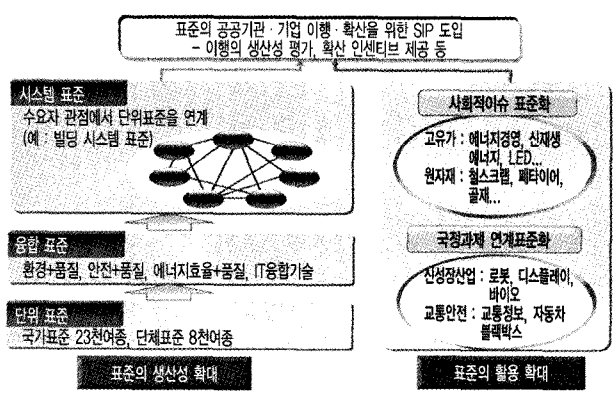 표준의 공공기관·기업 이행·확산을 위한 SIP 도입
- 이행의 생산성 평가, 확산 인센티브 제공 등
시스템 표준
수요자 관점에서 단위표준을 연계
(예 : 빌딩 시스템 표준)
융합 표준
환경+품질, 안전+품질, 에너지효율+품질, IT융합기술
단위 표준
국가표준 23천여종, 단체표준 8천여종
표준의 생산성 확대
사회적이슈 표준화
고유가 : 에너지경영, 신재생
에너지, LED...
원자재 : 철스크랩, 폐타이어,
골재...
국정과제 연계표준화
신성장산업 : 로봇, 디스플레이,
바이오
교통안전 : 교통정보, 자동차
블랙박스
표준의 활용 확대